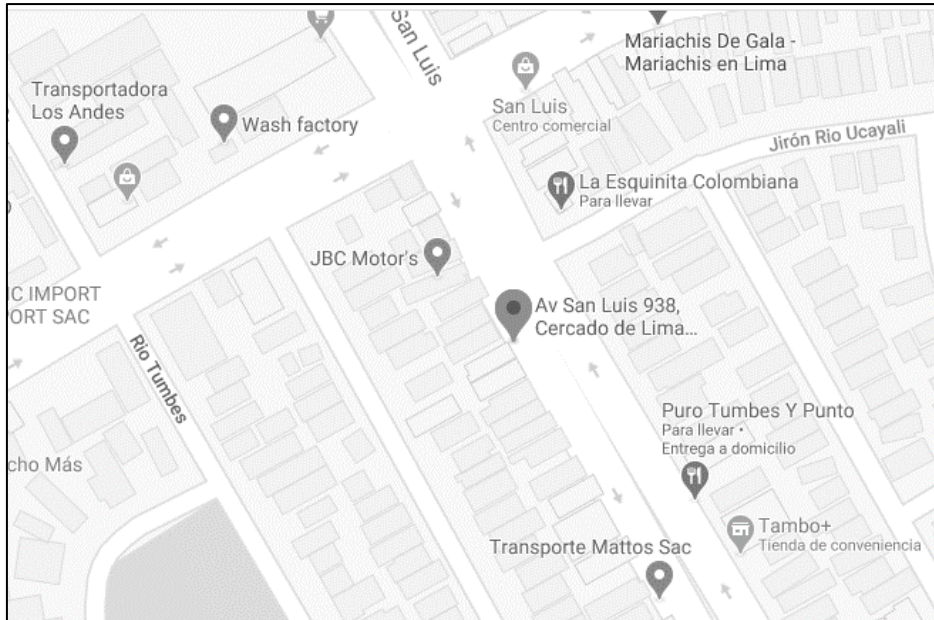 San Luis
Mariachis De Gala -
Mariachis en Lima
Transportadora
Los Andes
Wash factory
San Luis
Centro comercial
Jirón Rio Ucayali
La Esquinita Colombiana
Para llevar
JBC Motor's
IC IMPORT
PORT SAC
Av San Luis 938,
Cercado de Lima...
Rio Tumbes
Puro Tumbes Y Punto
Para llevar •
Entrega a domicilio
cho Más
Tambo+
Tienda de conveniencia
Transporte Mattos Sac